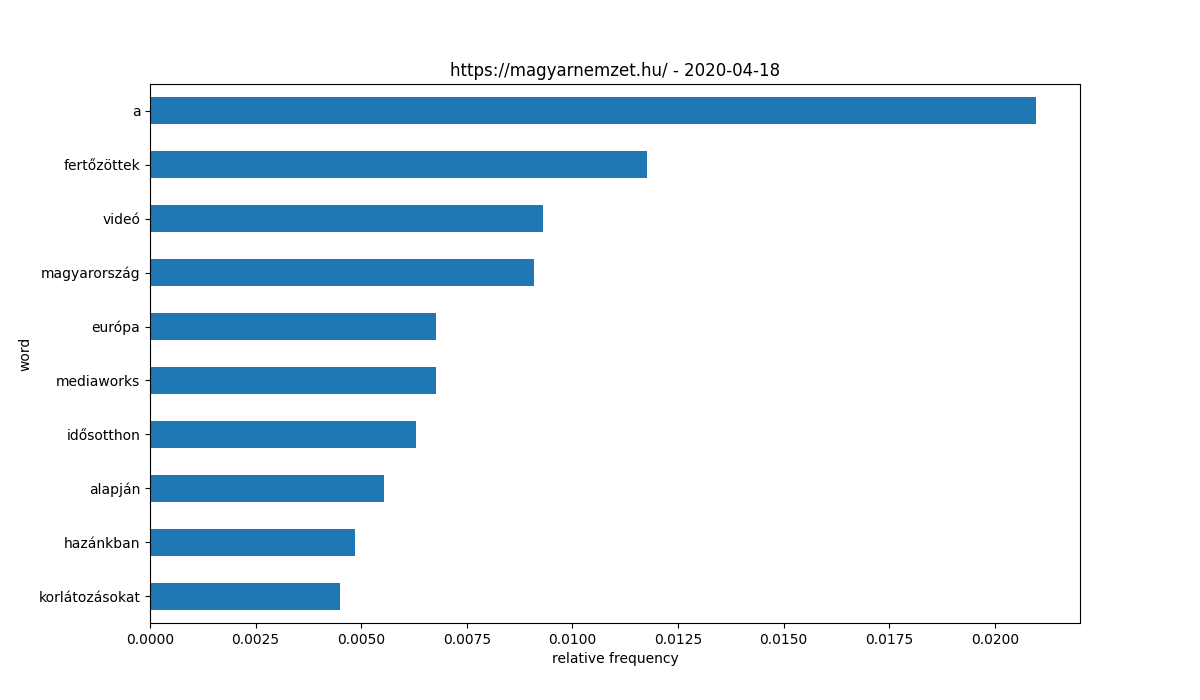 https://magyarnemzet.hu/ - 2020-04-18
a
fertőzöttek
videó
magyarország
európa
mediaworks
idősotthon
alapján
hazánkban
korlátozásokat
word
0.0000 0.0025 0.0050 0.0075 0.0100 0.0125 0.0150 0.0175 0.0200
relative frequency